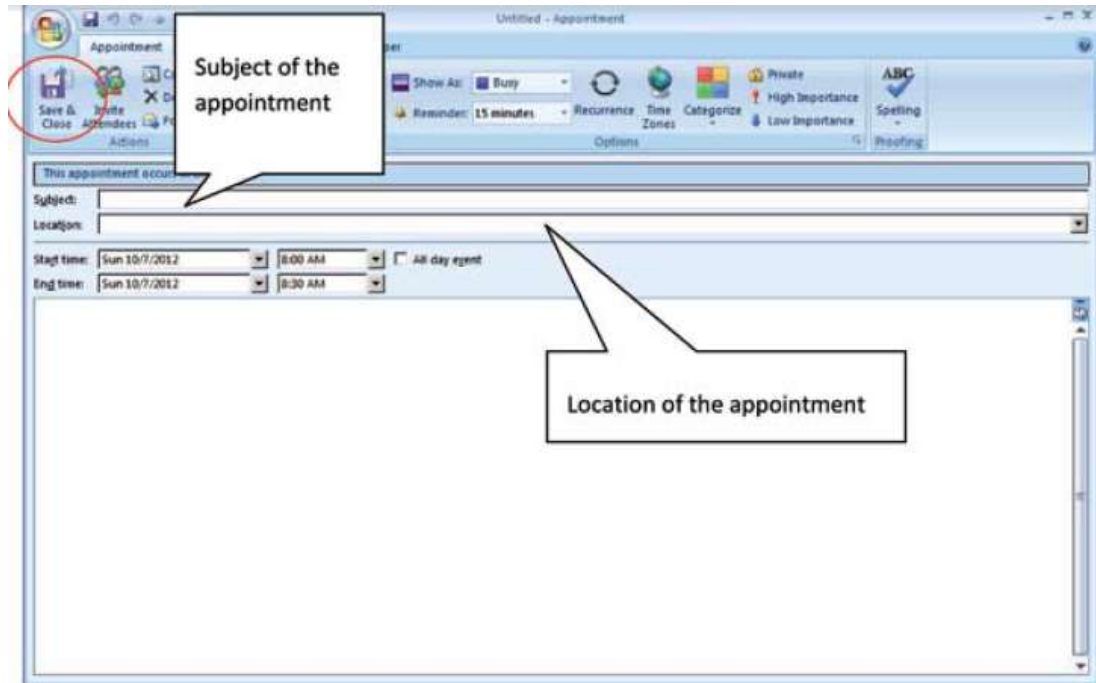 Untitled - Appointment
Appointment
Subject of the
appointment
Show As: Busy
Reminder: 15 minutes
Recurrence
Time
Zones
Categorize
Private
High Importance
Low Importance
ABC
Spelling
Save &
Close
Invite
Attendees
Actions
Options
Proofing
This appointment
Subject:
Location:
Start time: Sun 10/7/2012 8:00 AM All day event
End time: Sun 10/7/2012 8:30 AM
Location of the appointment